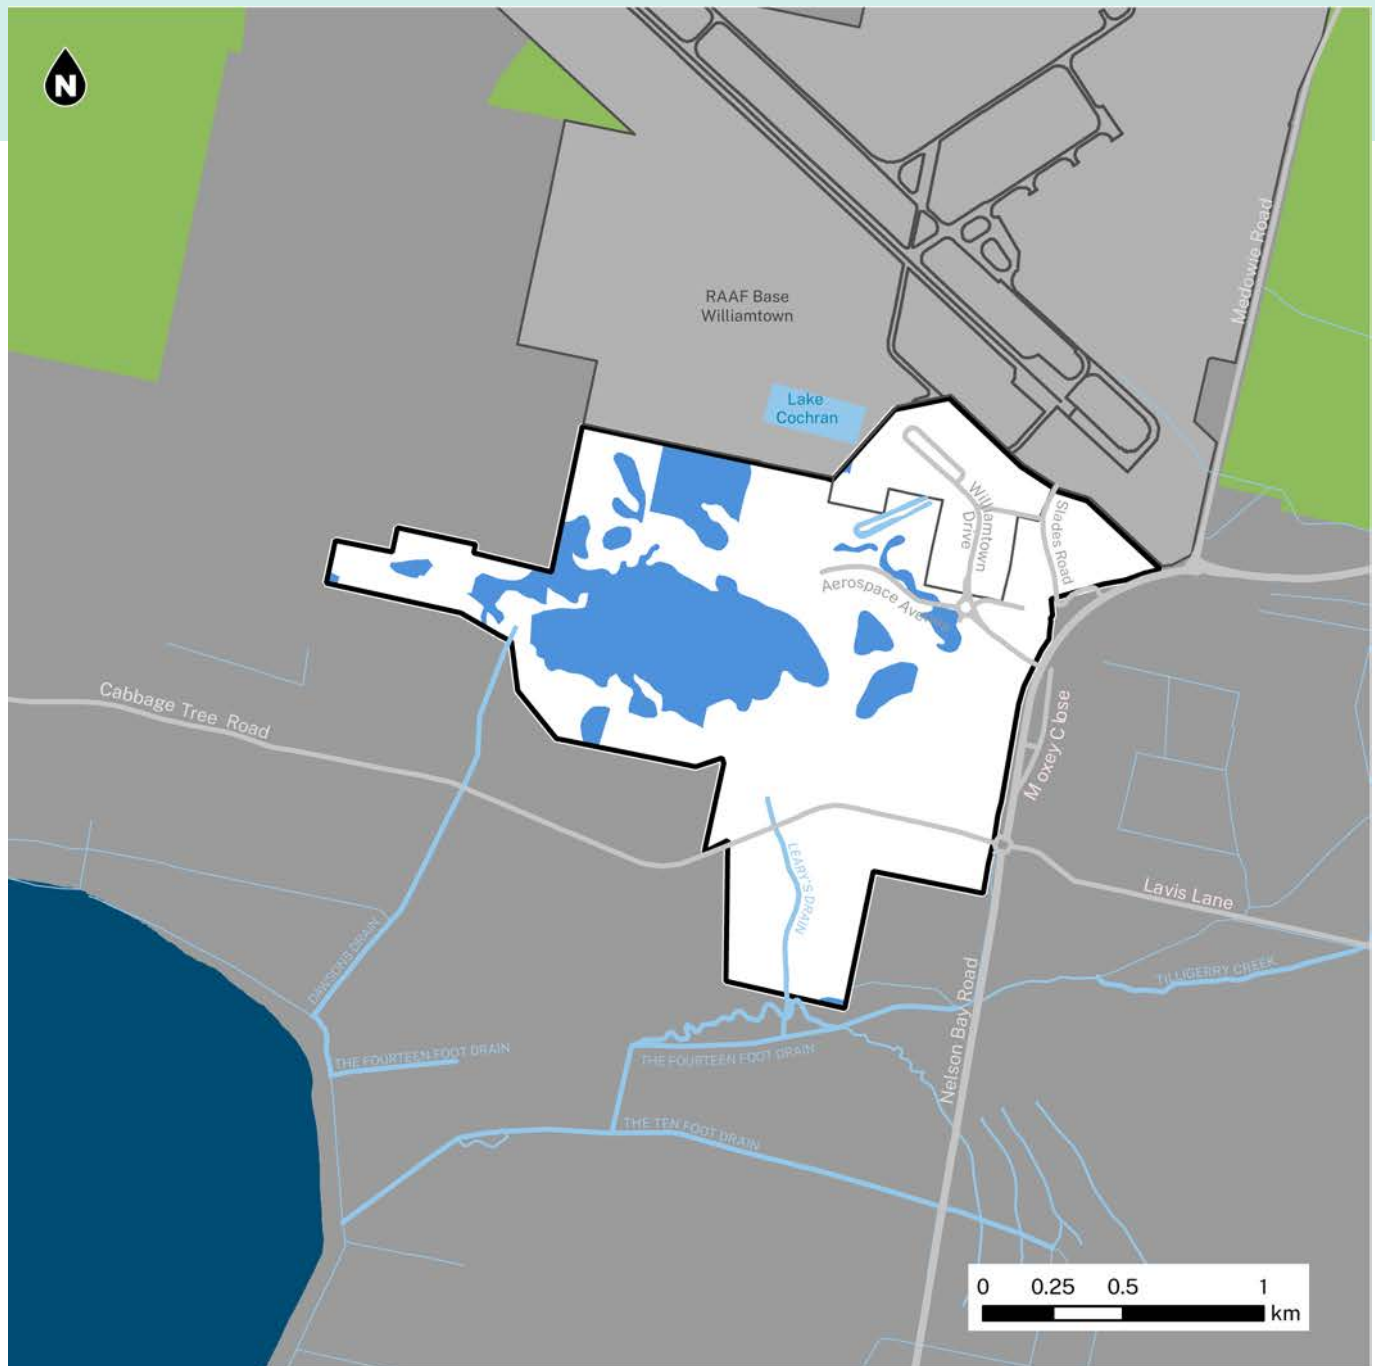 N
Medowie Road
RAAF Base
Williamtown
Lake
Cochran
Williamtown
Drive
Slades Road
Aerospace Avenue
Cabbage Tree Road
Moxey Close
LEARY'S DRAIN
Lavis Lane
DAWSONS DRAIN
TILLIGERRY CREEK
Nelson Bay Road
THE FOURTEEN FOOT DRAIN
THE FOURTEEN FOOT DRAIN
THE TEN FOOT DRAIN
0 0.25 0.5 1
km